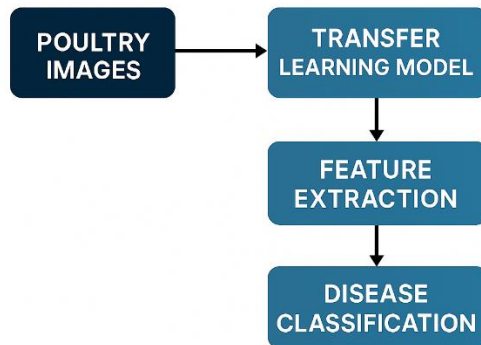 POULTRY
IMAGES
TRANSFER
LEARNING MODEL
FEATURE
EXTRACTION
DISEASE
CLASSIFICATION